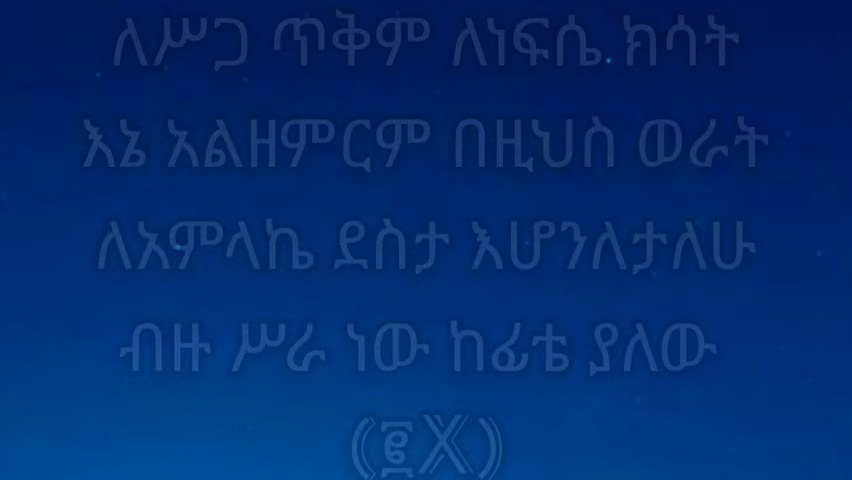 ለሥጋ ጥቅም ለነፍሴ ክሳት
እኔ አልዘምርም በዚህስ ወራት
ለአምላኬ ደስታ እሆንለታለሁ
ብዙ ሥራ ነው ከፊቴ ያለው
(፪X)